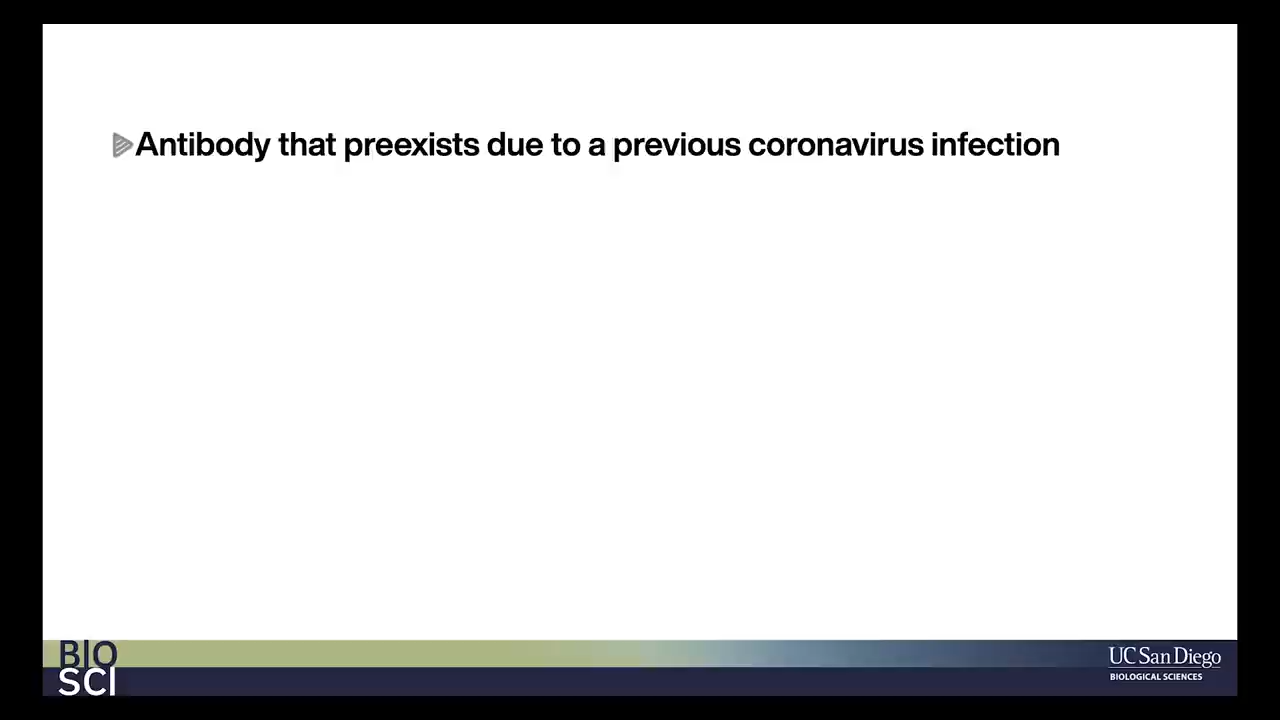 Antibody that preexists due to a previous coronavirus infection
BIO
SCI
UC San Diego
BIOLOGICAL SCIENCES